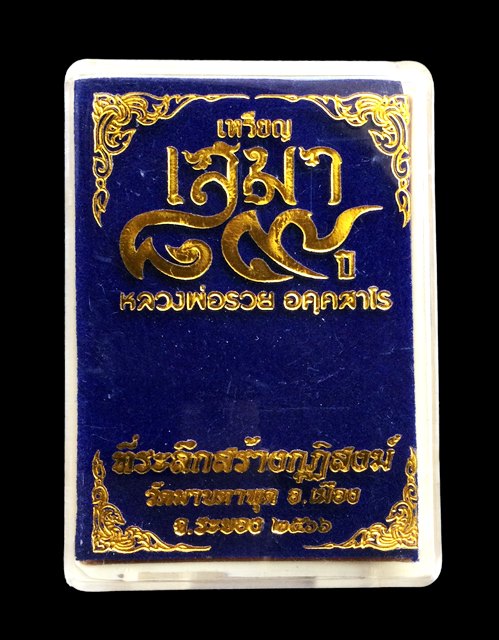 เหรียญ
เสมา
๘๙ ปี
หลวงพ่อรวย อคฺคสาโร
ที่ระลึกสร้างกุฏิสงฆ์
วัดมาบตาพุด อ.เมือง
จ.ระยอง ๒๕๖๖